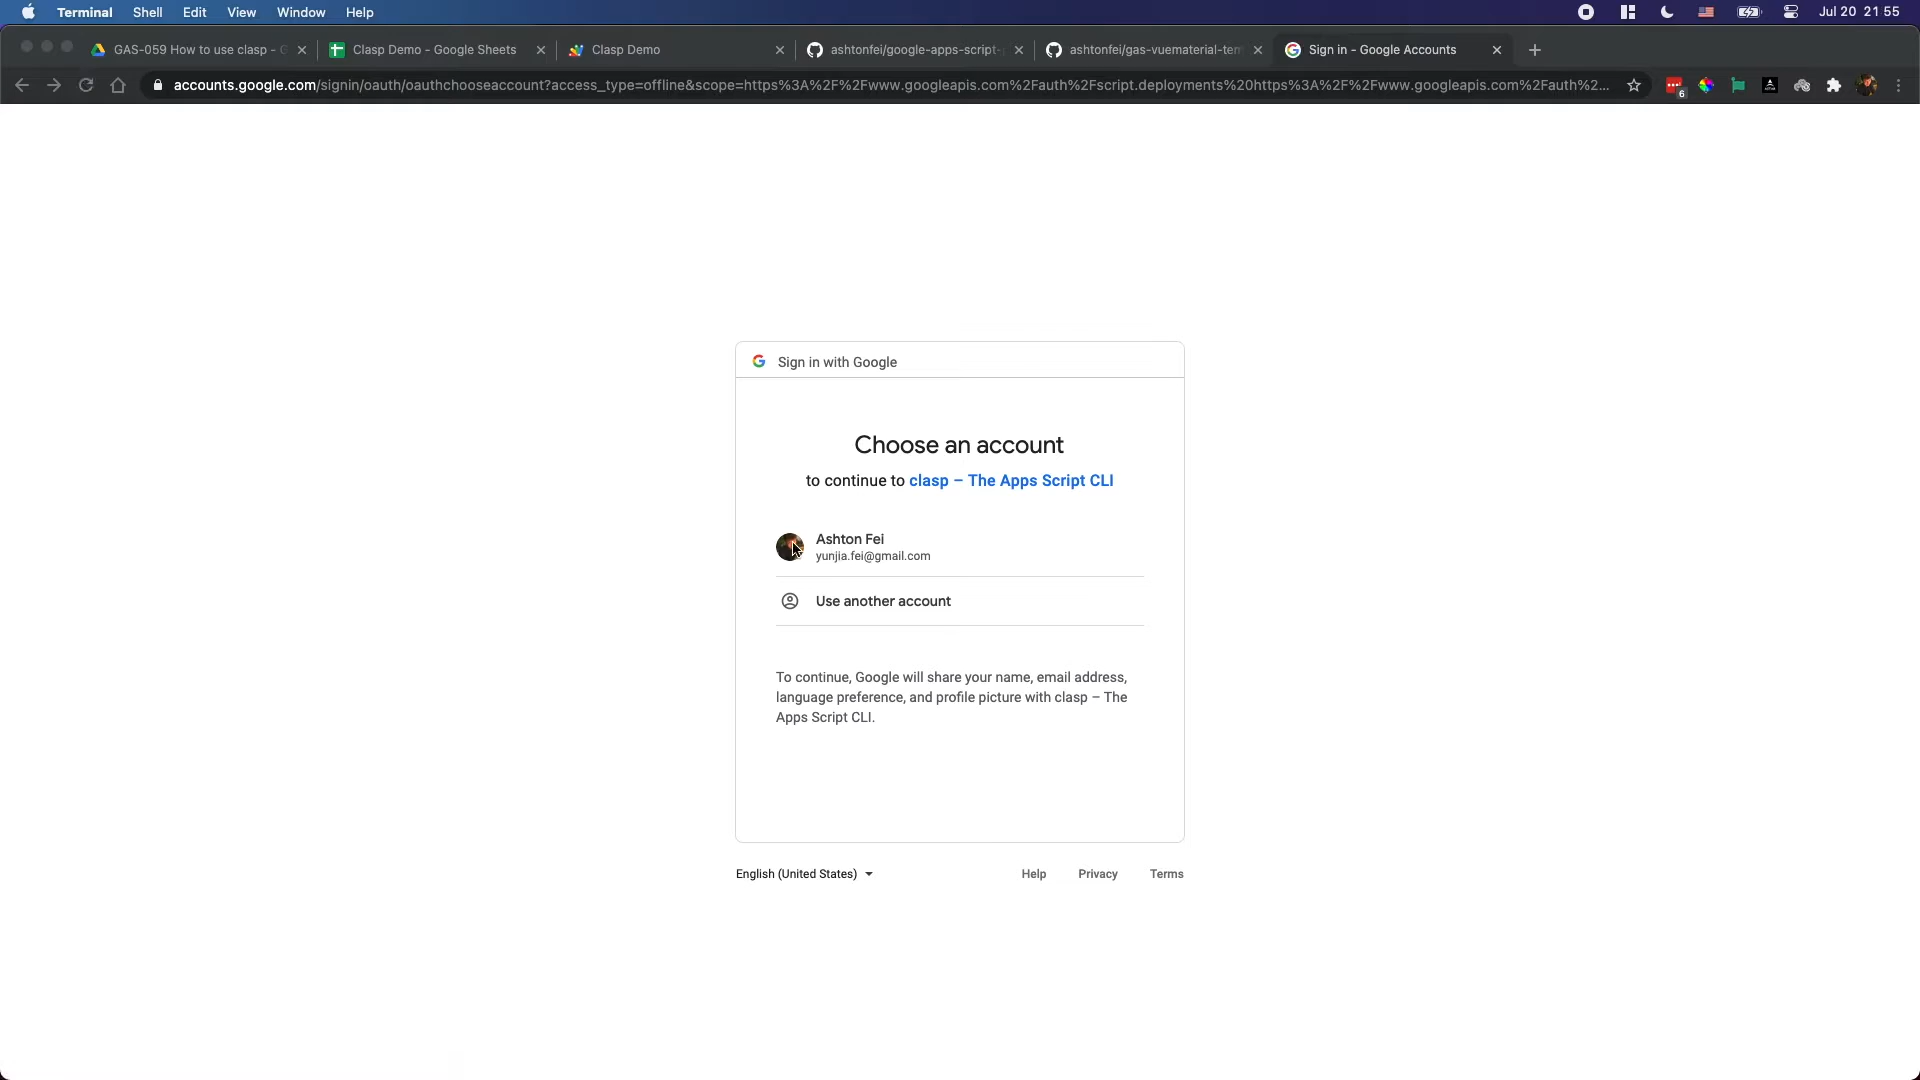 Terminal Shell Edit View Window Help Jul 20 21 55
GAS-059 How to use clasp - G Clasp Demo - Google Sheets Clasp Demo ashtonfei/google-apps-script- ashtonfei/gas-vuematerial-tem Sign in - Google Accounts
accounts.google.com/signin/oauth/oauthchooseaccount?access_type=offline&scope=https%3A%2F%2Fwww.googleapis.com%2Fauth%2Fscript.deployments%20https%3A%2F%2Fwww.googleapis.com%2Fauth%2... 6
Sign in with Google
Choose an account
to continue to clasp – The Apps Script CLI
Ashton Fei
yunjia.fei@gmail.com
Use another account
To continue, Google will share your name, email address,
language preference, and profile picture with clasp – The
Apps Script CLI.
English (United States) Help Privacy Terms